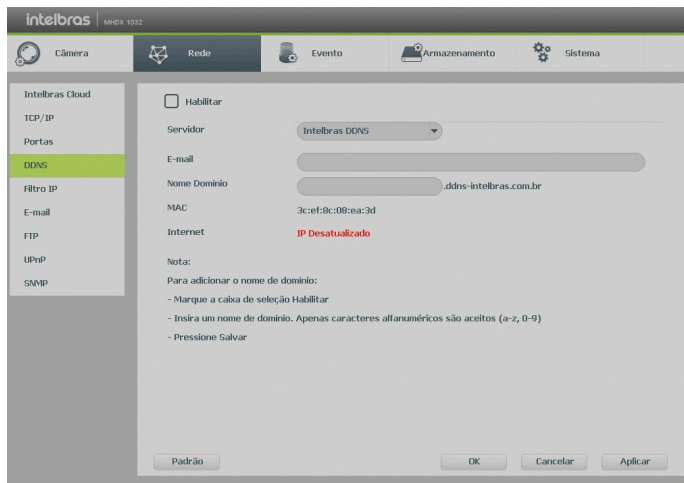 intelbras | MHDX 1032
Câmera Rede Evento Armazenamento Sistema
Intelbras Cloud
TCP/IP
Portas
DDNS
Filtro IP
E-mail
FTP
UPnP
SNMP
Habilitar
Servidor Intelbras DDNS
E-mail
Nome Dominio .ddns-intelbras.com.br
MAC 3c:ef:8c:08:ea:3d
Internet IP Desatualizado
Nota:
Para adicionar o nome de dominio:
- Marque a caixa de seleção Habilitar
- Insira um nome de dominio. Apenas caracteres alfanuméricos são aceitos (a-z, 0-9)
- Pressione Salvar
Padrão OK Cancelar Aplicar